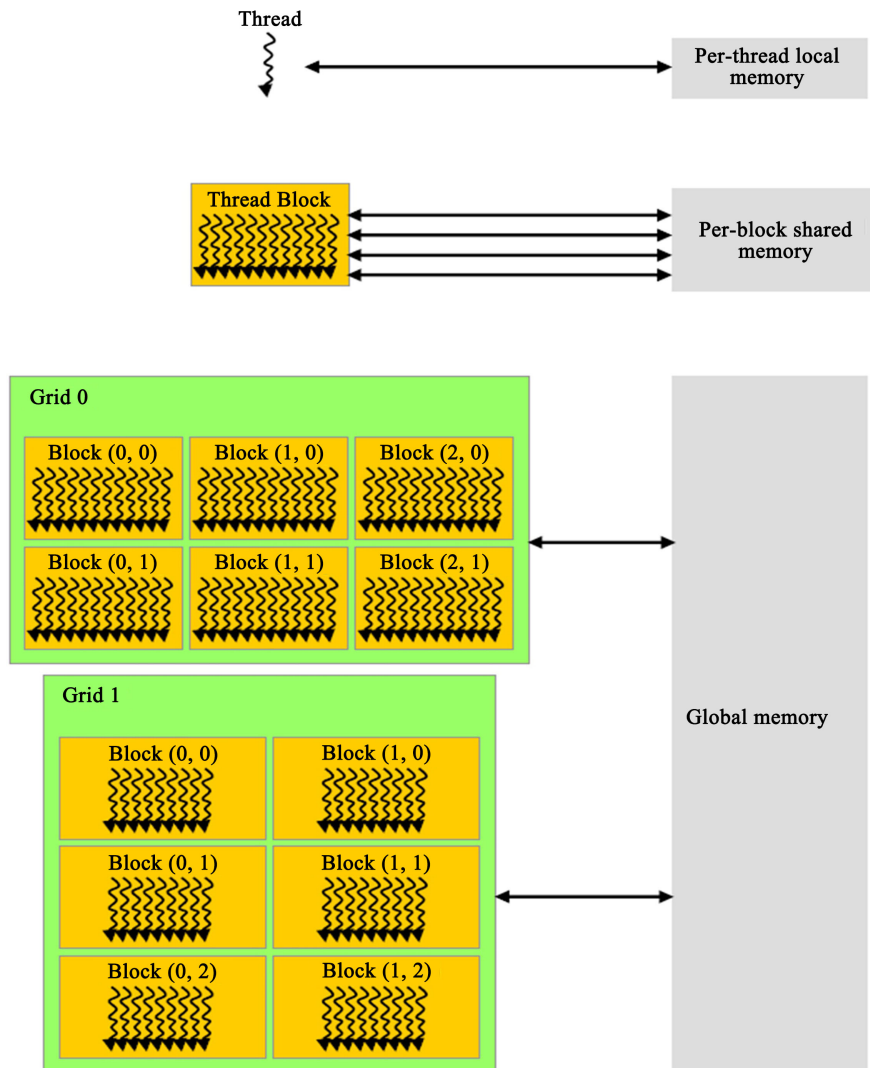 Thread
Per-thread local
memory
Thread Block
Per-block shared
memory
Grid 0
Block (0, 0)
Block (1, 0)
Block (2, 0)
Block (0, 1)
Block (1, 1)
Block (2, 1)
Grid 1
Block (0, 0)
Block (1, 0)
Block (0, 1)
Block (1, 1)
Block (0, 2)
Block (1, 2)
Global memory